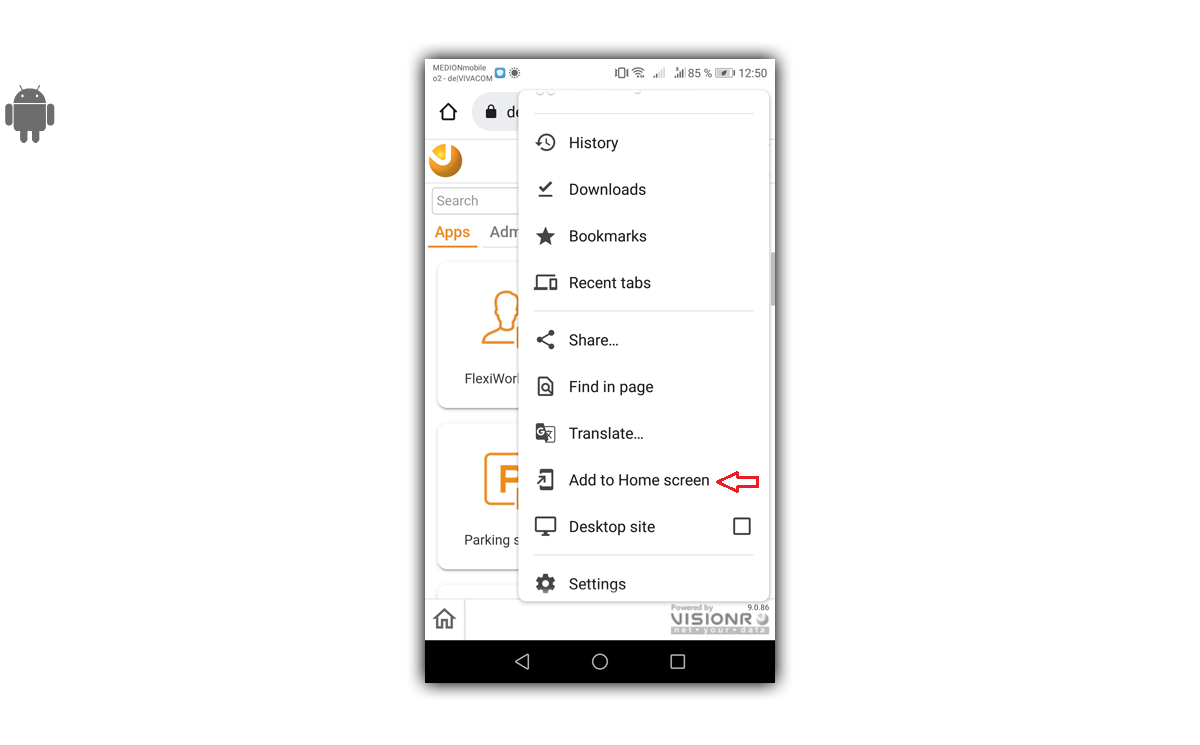 MEDIONmobile
o2 - de|VIVACOM
85 % 12:50
de
History
Search
Downloads
Apps Adm
Bookmarks
Recent tabs
Share...
FlexiWor
Find in page
Translate...
Add to Home screen
Desktop site
Parking s
Settings
Powered by 9.0.86
VISIONR
net • your • data